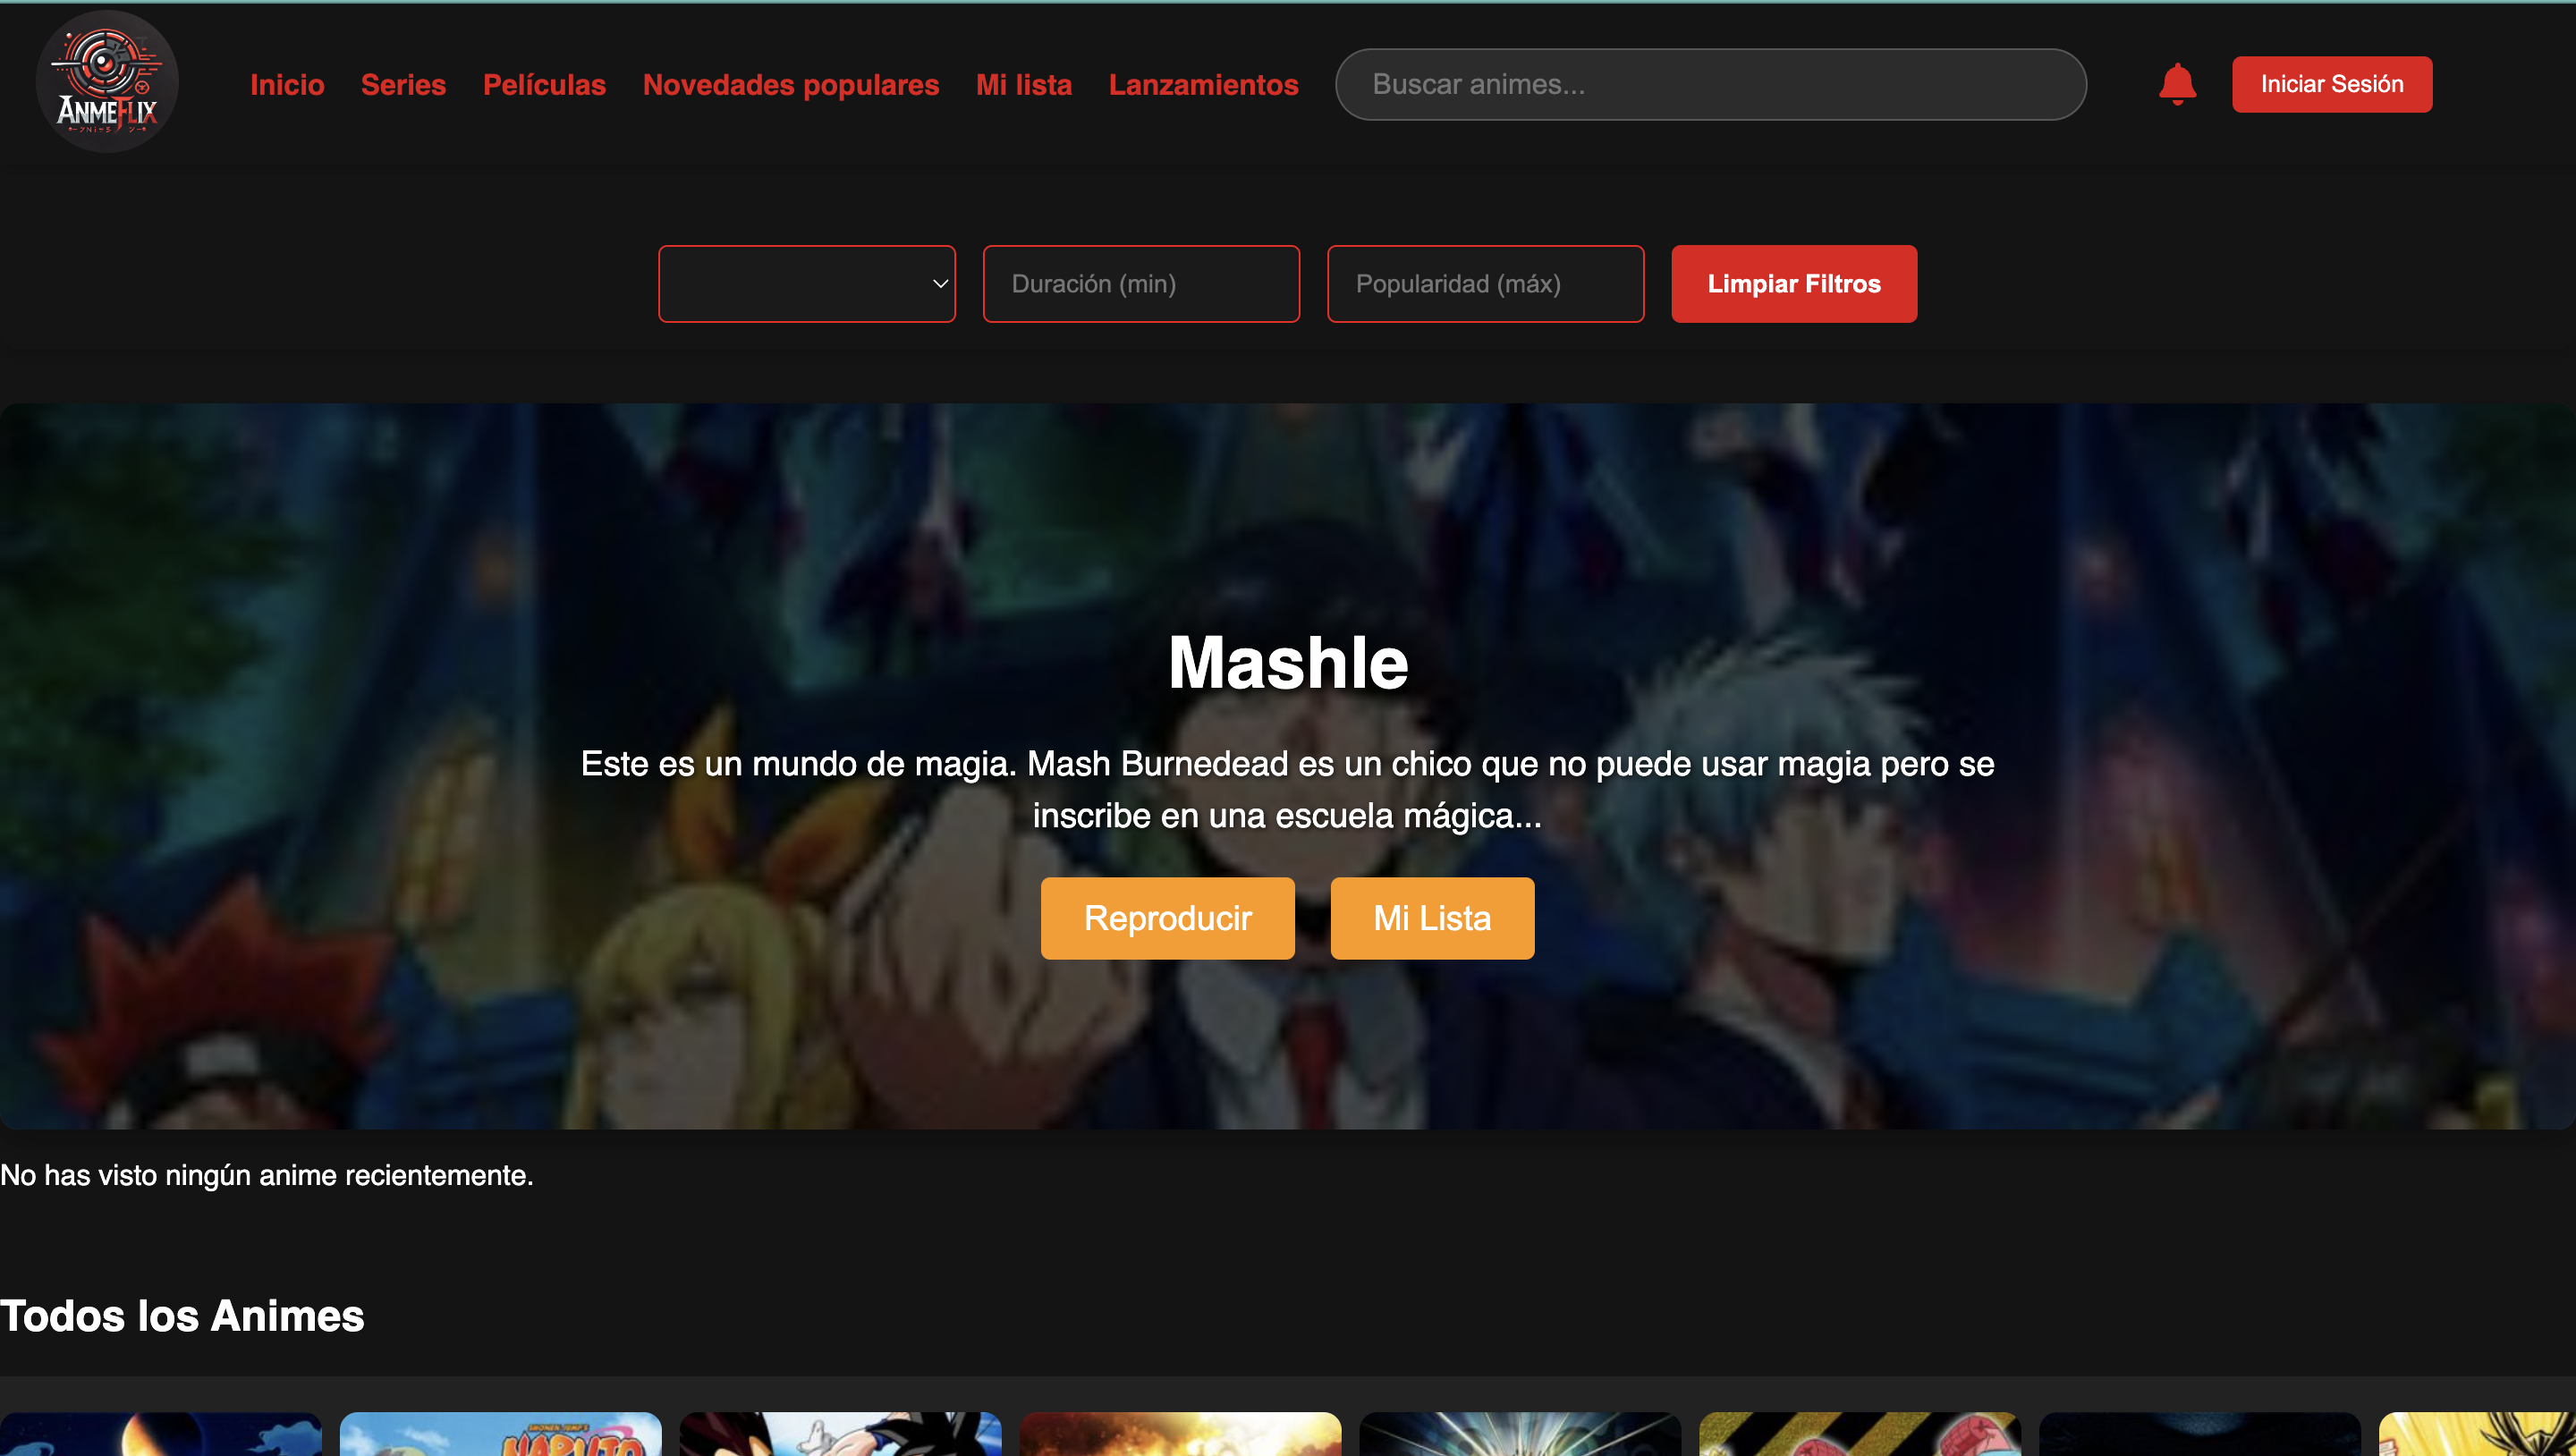 ANMEFLIX
Inicio Series Películas Novedades populares Mi lista Lanzamientos Buscar animes... Iniciar Sesión
Duración (min) Popularidad (máx) Limpiar Filtros
Mashle
Este es un mundo de magia. Mash Burnedead es un chico que no puede usar magia pero se
inscribe en una escuela mágica...
Reproducir Mi Lista
No has visto ningún anime recientemente.
Todos los Animes
NARUTO